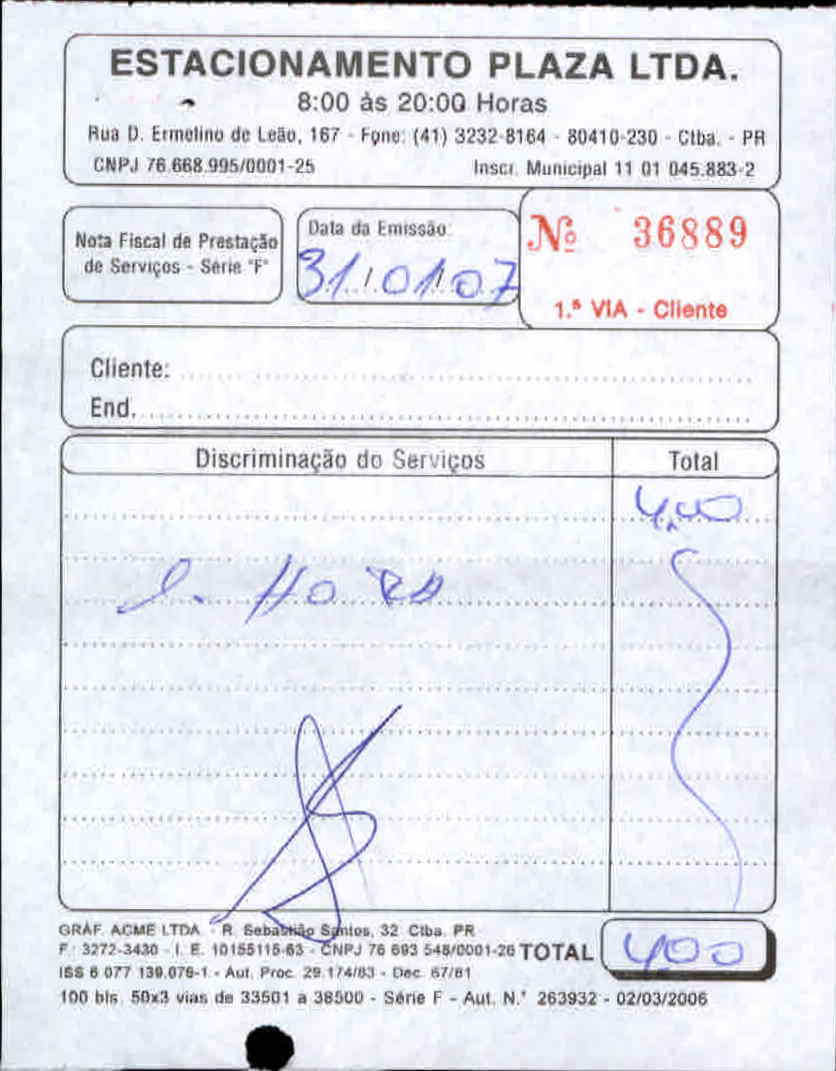 ESTACIONAMENTO PLAZA LTDA.
8:00 às 20:00 Horas
Rua D. Ermelino de Leão, 167 - Fone: (41) 3232-8164 - 80410-230 - Ctba. - PR
CNPJ 76.668.995/0001-25 Inscr. Municipal 11 01 045.883-2
Nota Fiscal de Prestação
de Serviços - Série "F"
Data da Emissão:
31/01/07
Nº 36889
1.ª VIA - Cliente
Cliente:
End.
Discriminação do Serviços Total
4,00
HORA
GRÁF. ACME LTDA. - R. Sebastião Santos, 32 Ctba. PR
F.: 3272-3430 - I. E. 10155115-63 - CNPJ 76 693 548/0001-26 TOTAL 4,00
ISS 6 077 139.076-1 - Aut. Proc. 29.174/83 - Dec. 67/81
100 bls. 50x3 vias de 33501 a 38500 - Série F - Aut. N.º 263932 - 02/03/2006